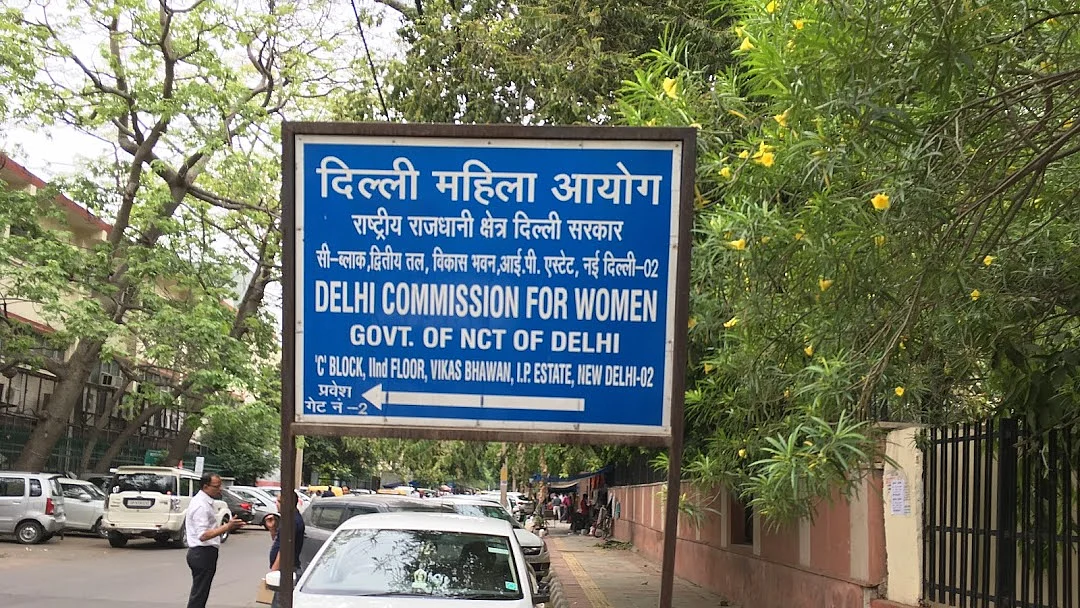 दिल्ली महिला आयोग
राष्ट्रीय राजधानी क्षेत्र दिल्ली सरकार
सी-ब्लाक,द्वितीय तल, विकास भवन,आई.पी. एस्टेट, नई दिल्ली-02
DELHI COMMISSION FOR WOMEN
GOVT. OF NCT OF DELHI
'C' BLOCK, IInd FLOOR, VIKAS BHAWAN, I.P. ESTATE, NEW DELHI-02
प्रवेश
गेट नं -2